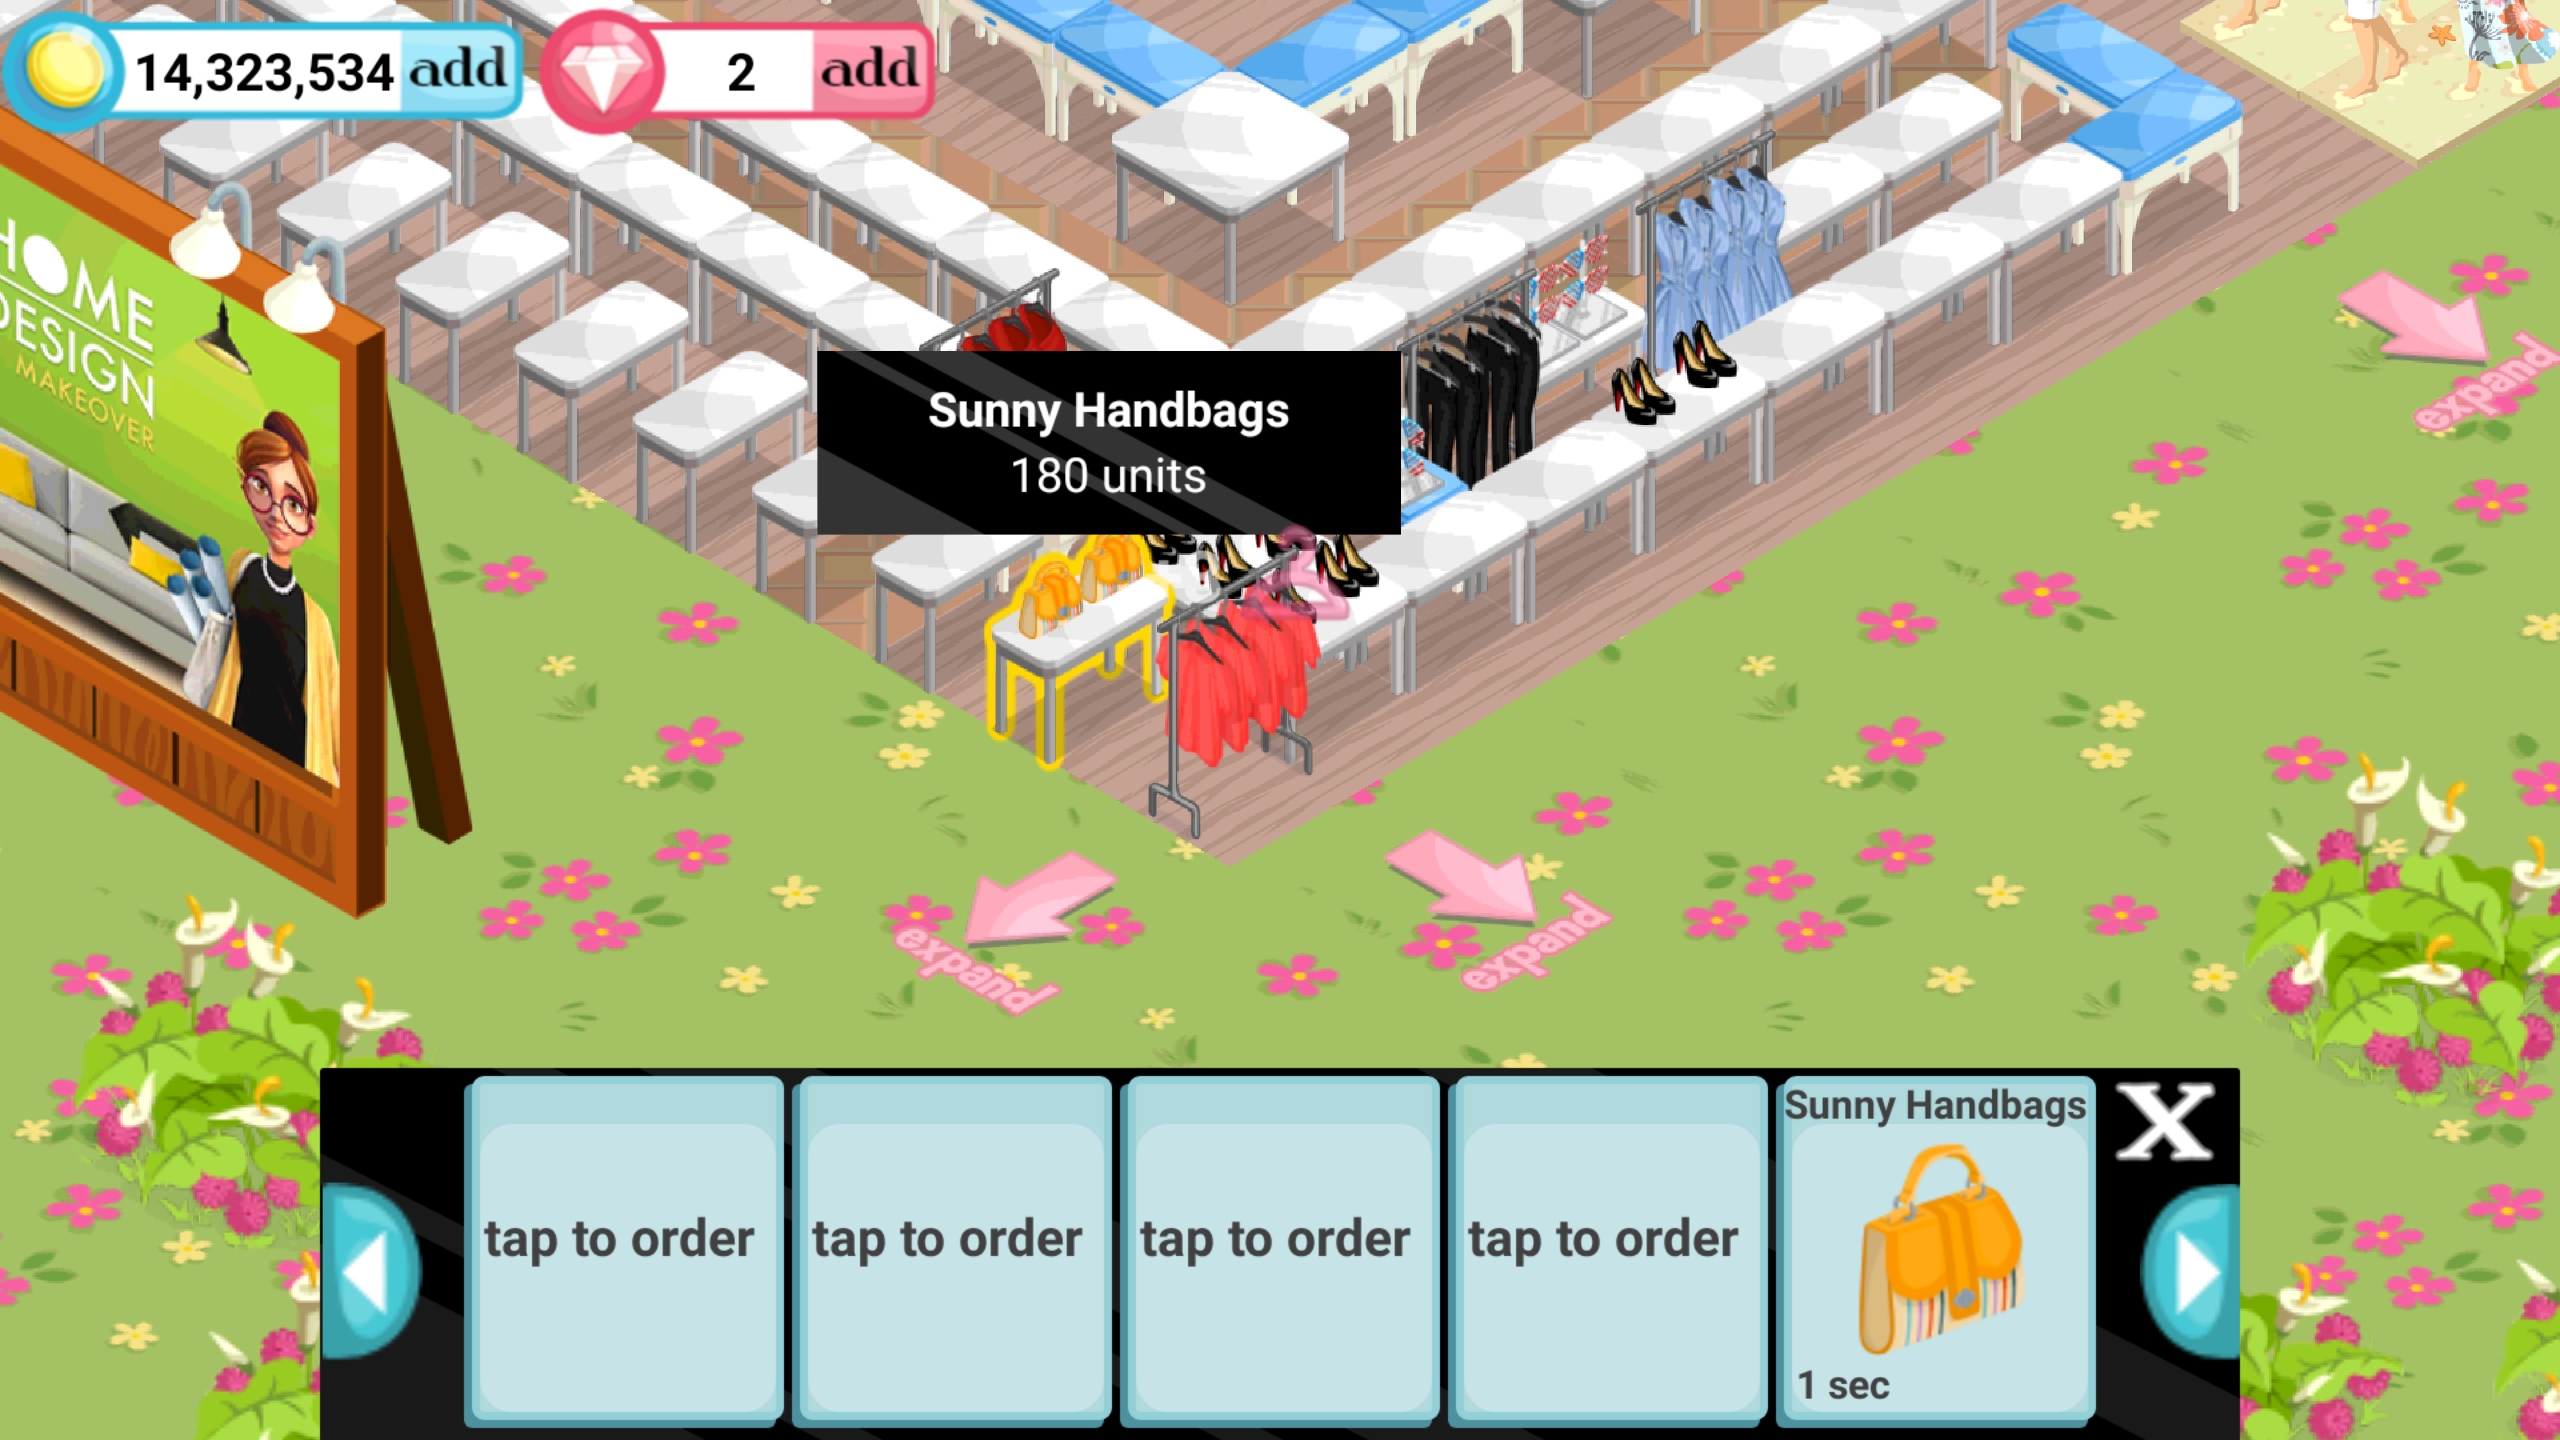 14,323,534 add
2 add
HOME
DESIGN
MAKEOVER
Sunny Handbags
180 units
expand
expand
expand
tap to order
tap to order
tap to order
tap to order
Sunny Handbags
1 sec
X